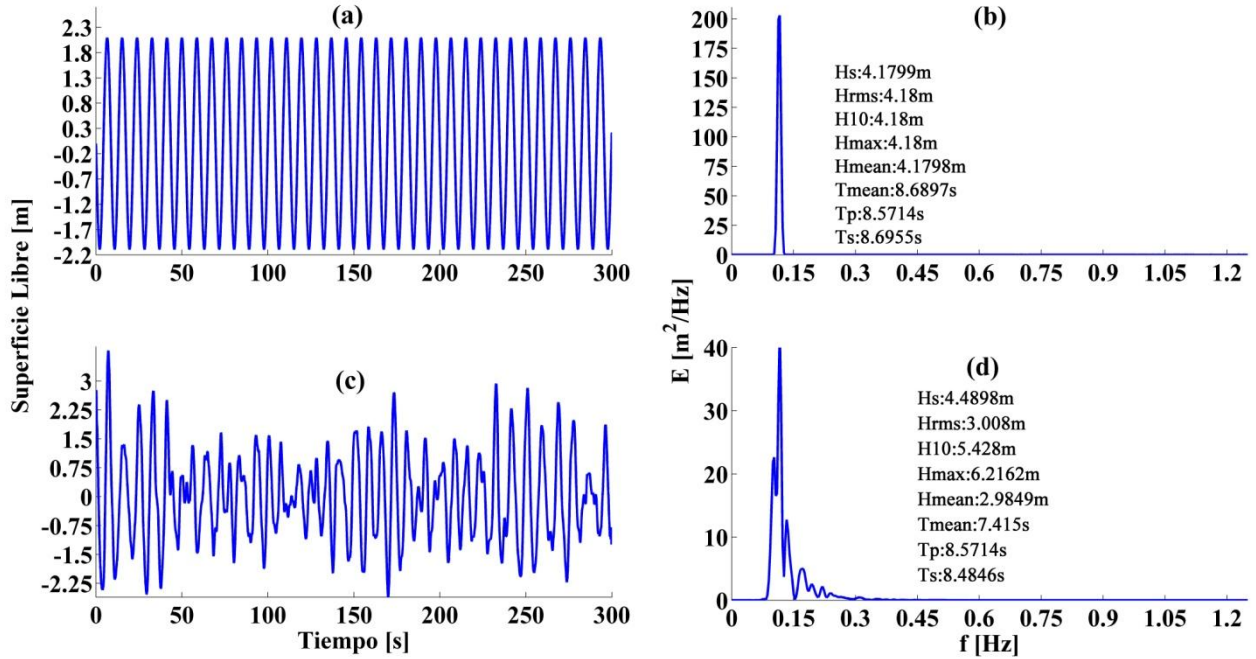 (a)
2.3
1.8
1.3
0.8
0.3
-0.2
-0.7
-1.2
-1.7
-2.2
0 50 100 150 200 250 300
(b)
200
175
150
125
100
75
50
25
0
Hs:4.1799m
Hrms:4.18m
H10:4.18m
Hmax:4.18m
Hmean:4.1798m
Tmean:8.6897s
Tp:8.5714s
Ts:8.6955s
0 0.15 0.3 0.45 0.6 0.75 0.9 1.05 1.2
Superficie Libre [m]
E [m²/Hz]
(c)
3
2.25
1.5
0.75
0
-0.75
-1.5
-2.25
0 50 100 150 200 250 300
Tiempo [s]
(d)
40
30
20
10
0
Hs:4.4898m
Hrms:3.008m
H10:5.428m
Hmax:6.2162m
Hmean:2.9849m
Tmean:7.415s
Tp:8.5714s
Ts:8.4846s
0 0.15 0.3 0.45 0.6 0.75 0.9 1.05 1.2
f [Hz]